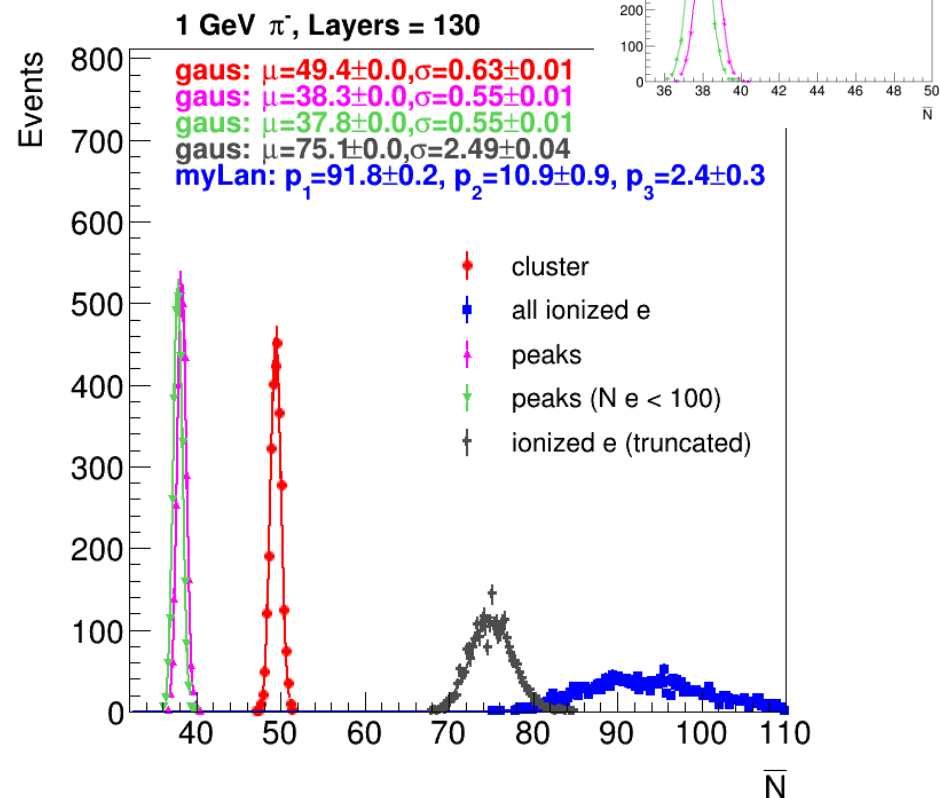 1 GeV π-, Layers = 130
200
100
0
36 38 40 42 44 46 48 50
N̅
Events
800
700
600
500
400
300
200
100
0
gaus: μ=49.4±0.0,σ=0.63±0.01
gaus: μ=38.3±0.0,σ=0.55±0.01
gaus: μ=37.8±0.0,σ=0.55±0.01
gaus: μ=75.1±0.0,σ=2.49±0.04
myLan: p1=91.8±0.2, p2=10.9±0.9, p3=2.4±0.3
cluster
all ionized e
peaks
peaks (N e < 100)
ionized e (truncated)
40 50 60 70 80 90 100 110
N̅